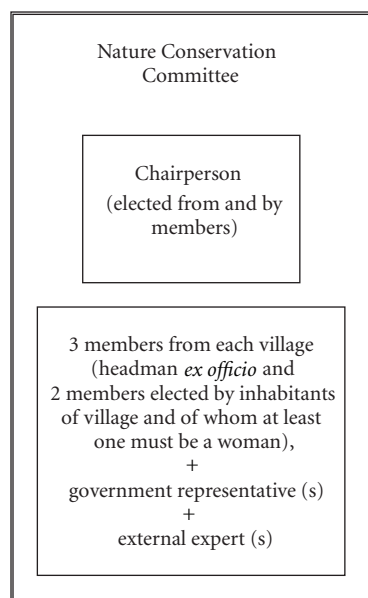 Nature Conservation
Committee
Chairperson
(elected from and by
members)
3 members from each village
(headman ex officio and
2 members elected by inhabitants
of village and of whom at least
one must be a woman),
+
government representative (s)
+
external expert (s)